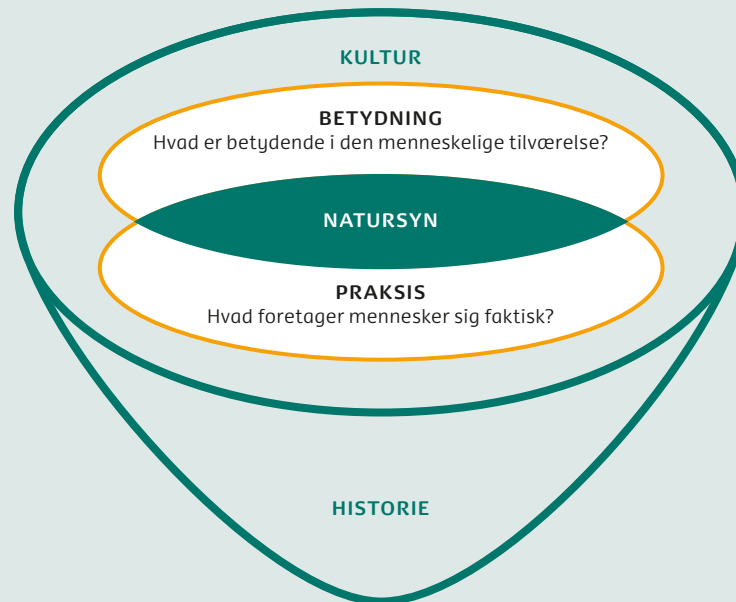 KULTUR
BETYDNING
Hvad er betydende i den menneskelige tilværelse?
NATURSYN
PRAKSIS
Hvad foretager mennesker sig faktisk?
HISTORIE